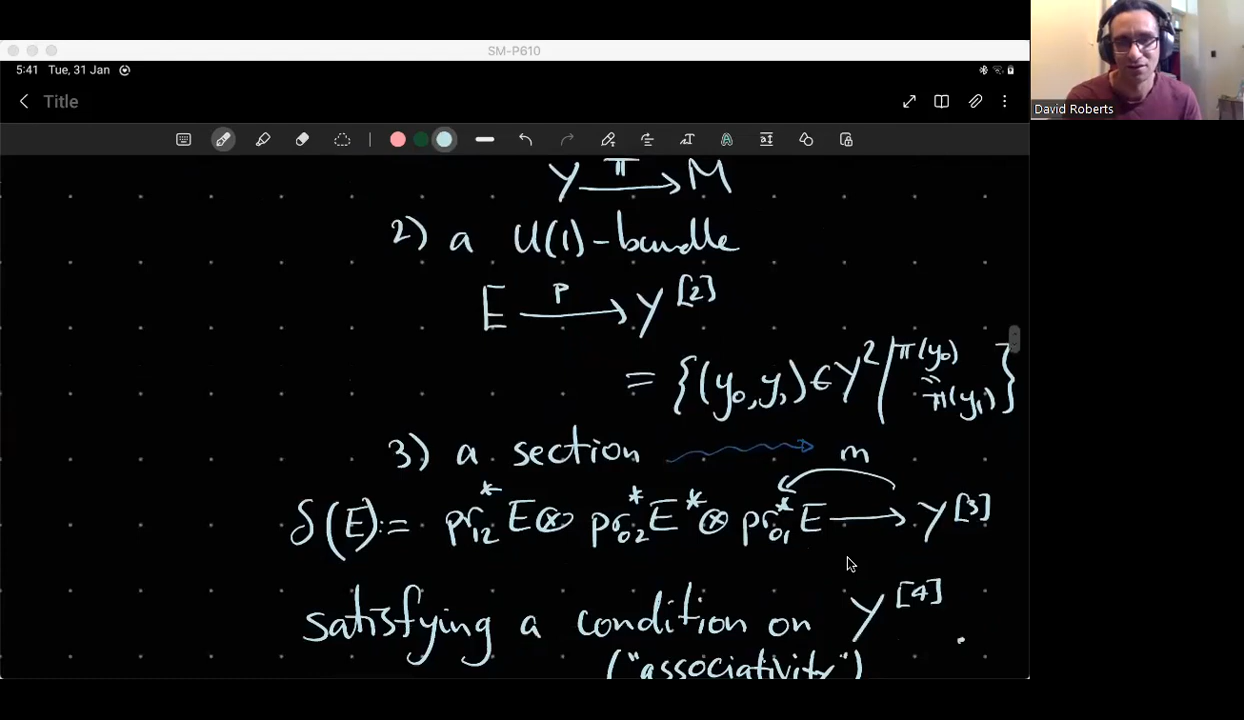 SM-P610
5:41 Tue, 31 Jan
Title
David Roberts
Y —π→ M
2) a U(1)-bundle
E —p→ Y^[2]
= {(y₀,y₁)∈Y² | π(y₀) = π(y₁)}
3) a section m
δ(E) := pr₁₂* E ⊗ pr₀₂* E* ⊗ pr₀₁* E → Y^[3]
satisfying a condition on Y^[4].
("associativity")